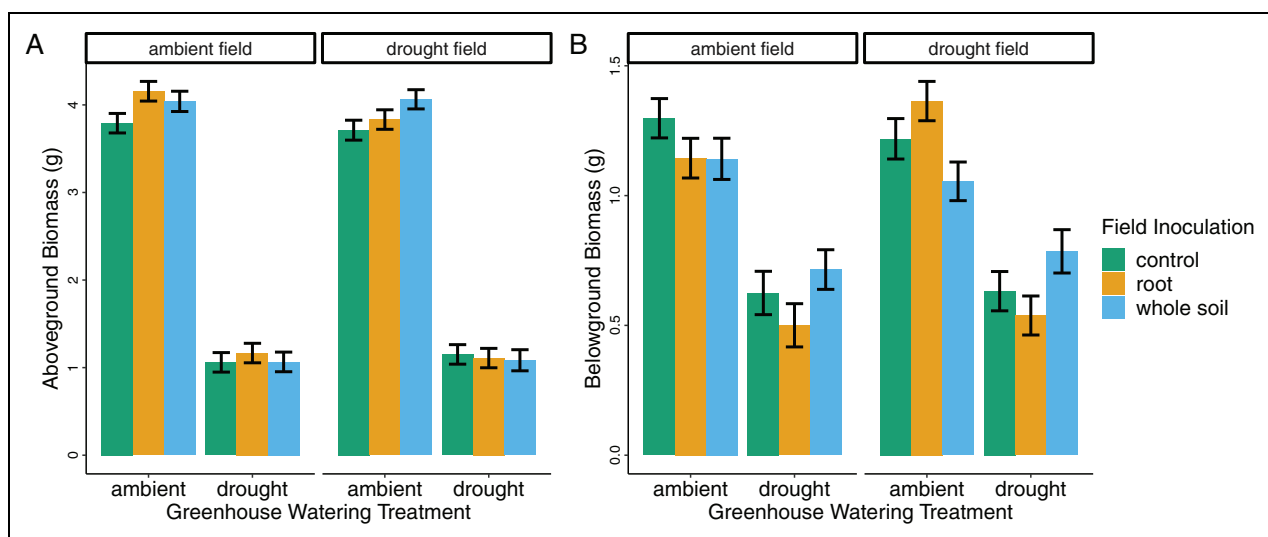 A
ambient field
drought field
Aboveground Biomass (g)
4
3
2
1
0
ambient
drought
ambient
drought
Greenhouse Watering Treatment
B
ambient field
drought field
Belowground Biomass (g)
1.5
1.0
0.5
0.0
ambient
drought
ambient
drought
Greenhouse Watering Treatment
Field Inoculation
control
root
whole soil